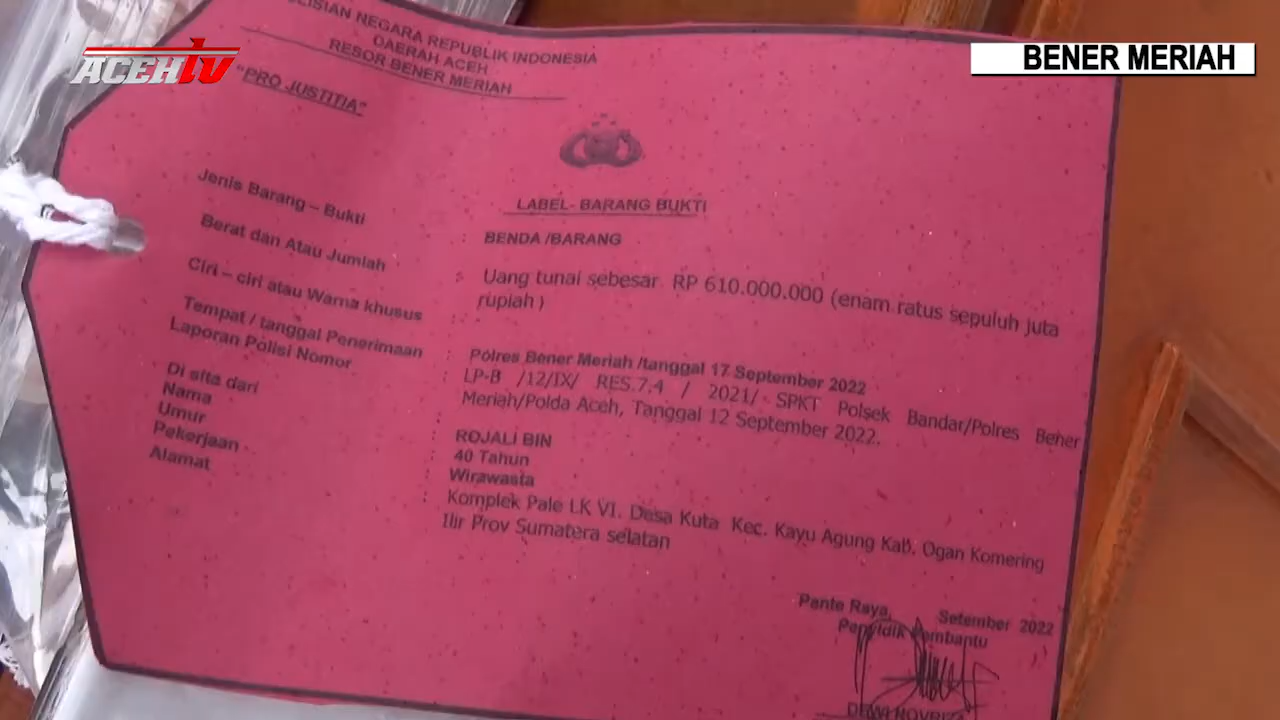 ACEHTV
BENER MERIAH
LISIAN NEGARA REPUBLIK INDONESIA
DAERAH ACEH
RESOR BENER MERIAH
"PRO JUSTITIA"
LABEL- BARANG BUKTI
Jenis Barang – Bukti
BENDA /BARANG
Berat dan Atau Jumlah
: Uang tunai sebesar RP 610.000.000 (enam ratus sepuluh juta
rupiah )
Ciri – ciri atau Warna khusus :
Tempat / tanggal Penerimaan : Polres Bener Meriah /tanggal 17 September 2022
Laporan Polisi Nomor : LP-B /12/IX/ RES.7,4 / 2021/ SPKT Polsek Bandar/Polres Bener
Meriah/Polda Aceh, Tanggal 12 September 2022.
Di sita dari
Nama : ROJALI BIN
Umur : 40 Tahun
Pekerjaan : Wirawasta
Alamat : Komplek Pale LK VI. Desa Kuta Kec. Kayu Agung Kab. Ogan Komering
Ilir Prov Sumatera selatan
Pante Raya, Setember 2022
Penyidik Pembantu
DEWI NOVRIZA